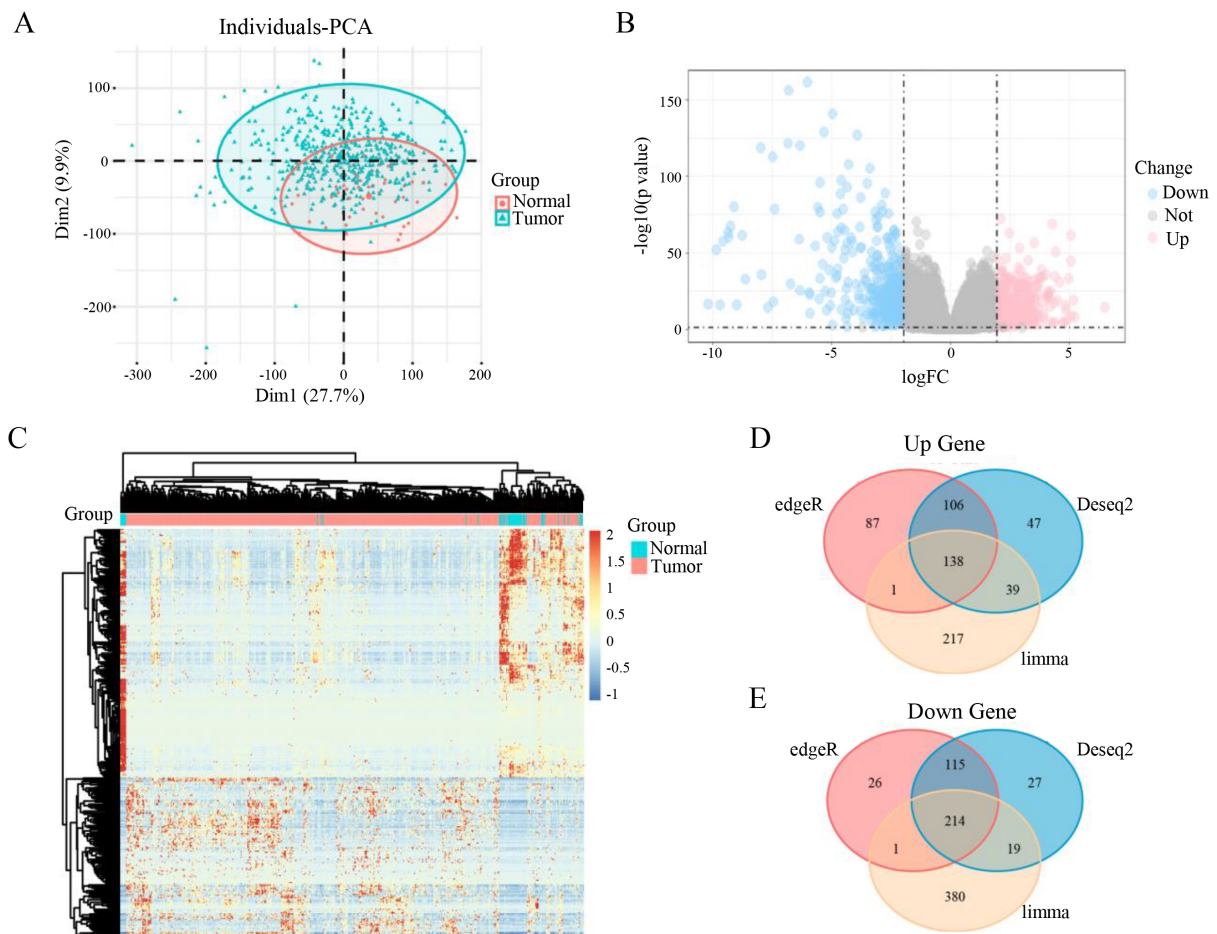 A
Individuals-PCA
Dim2 (9.9%)
100
0
-100
-200
-300
-200
-100
0
100
200
Dim1 (27.7%)
Group
Normal
Tumor
B
-log10(p value)
150
100
50
0
-10
-5
0
5
logFC
Change
Down
Not
Up
C
Group
2
1.5
1
0.5
0
-0.5
-1
Group
Normal
Tumor
D
Up Gene
edgeR
Deseq2
87
106
47
138
1
39
217
limma
E
Down Gene
edgeR
Deseq2
26
115
27
214
1
19
380
limma